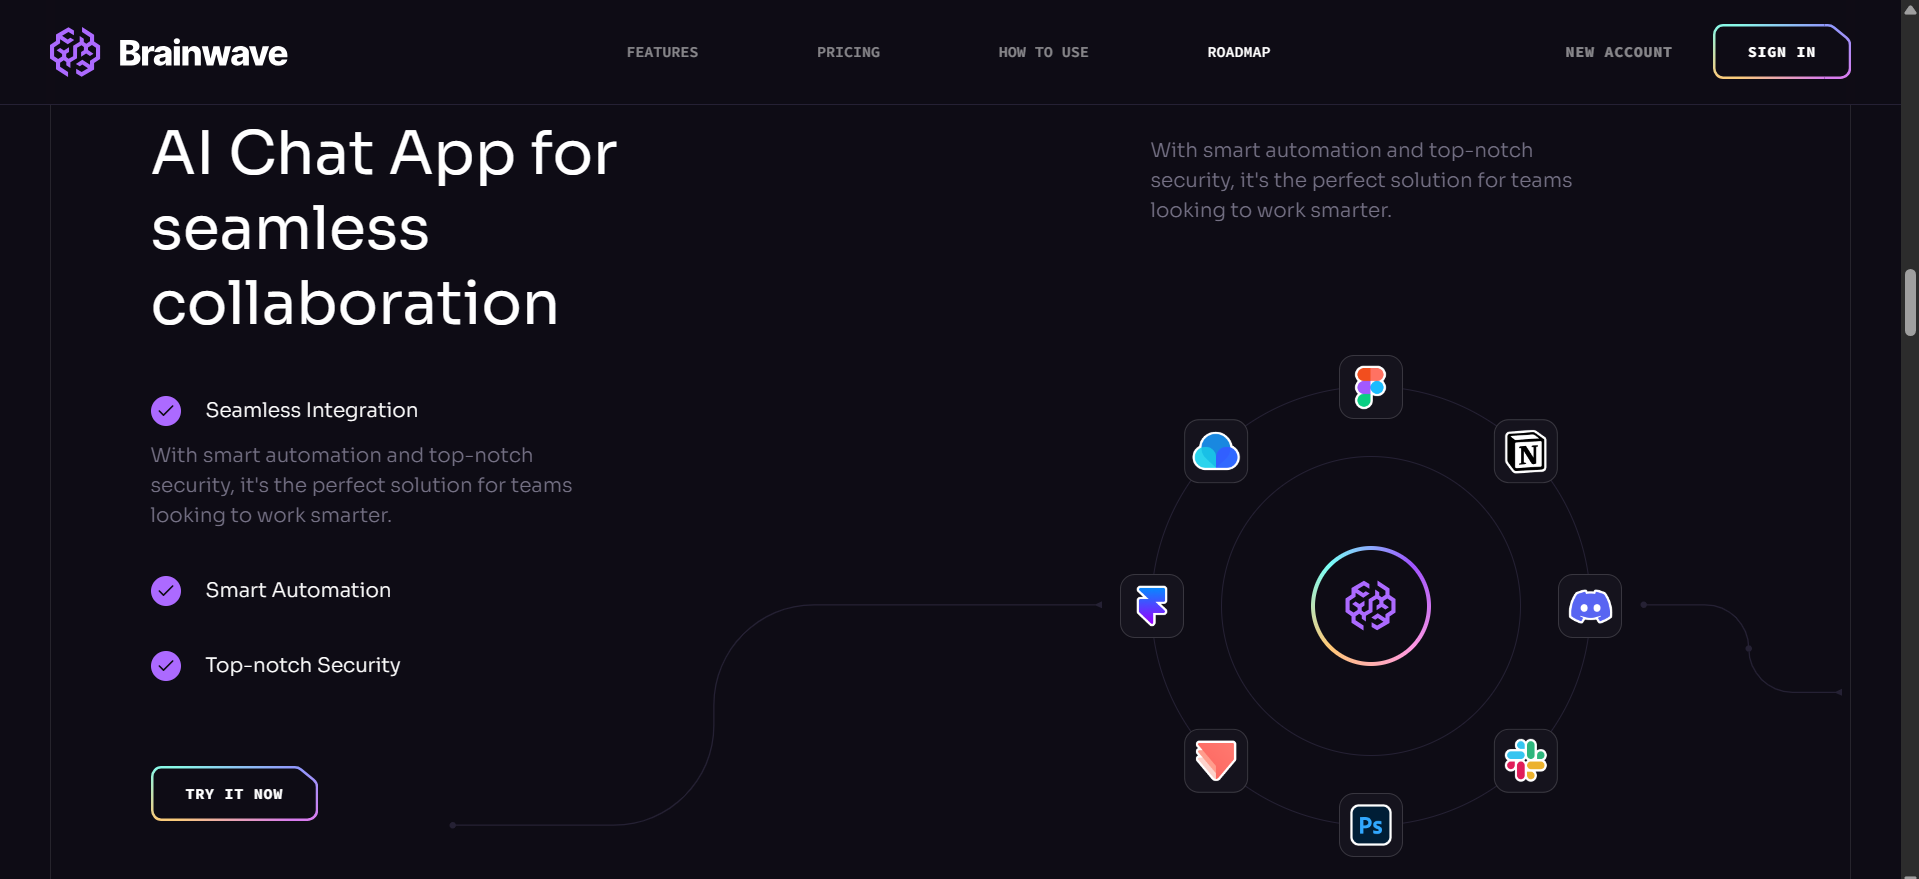 Brainwave
FEATURES
PRICING
HOW TO USE
ROADMAP
NEW ACCOUNT
SIGN IN
AI Chat App for
seamless
collaboration
With smart automation and top-notch
security, it's the perfect solution for teams
looking to work smarter.
Seamless Integration
With smart automation and top-notch
security, it's the perfect solution for teams
looking to work smarter.
Smart Automation
Top-notch Security
TRY IT NOW
N
Ps